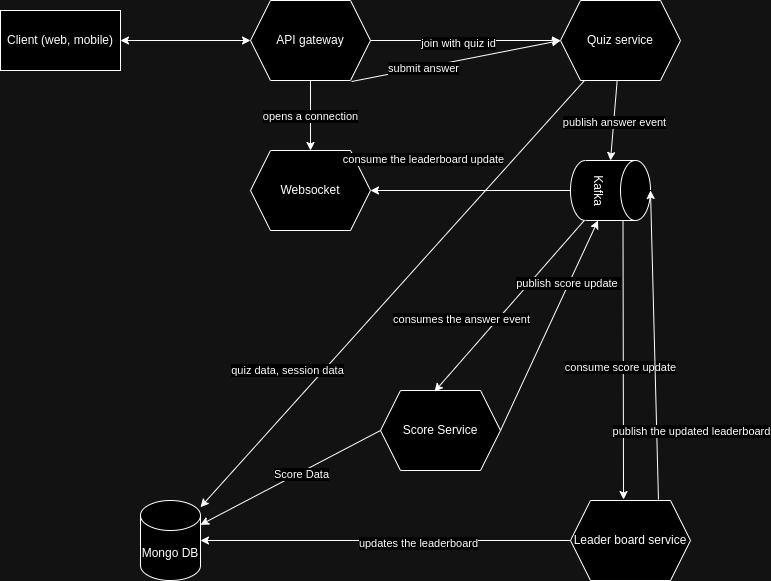 Client (web, mobile)
API gateway
join with quiz id
Quiz service
submit answer
opens a connection
publish answer event
consume the leaderboard update
Websocket
Kafka
publish score update
consumes the answer event
quiz data, session data
consume score update
Score Service
publish the updated leaderboard
Score Data
Mongo DB
updates the leaderboard
Leader board service